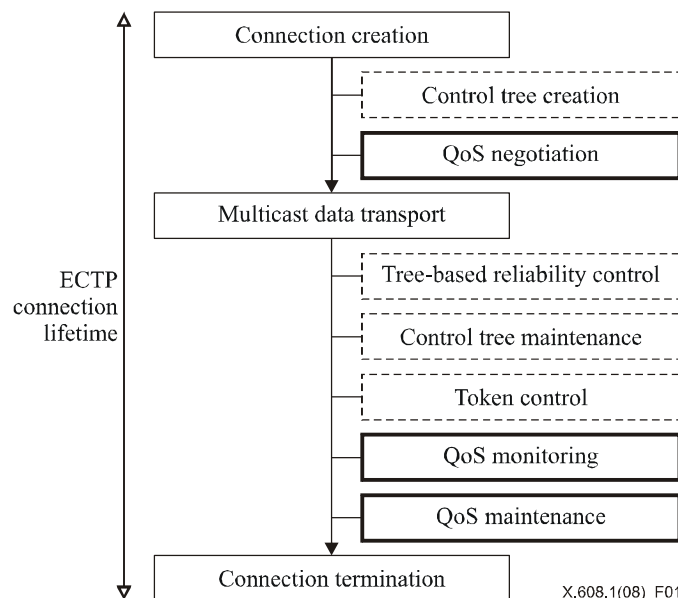 Connection creation
Control tree creation
QoS negotiation
Multicast data transport
ECTP
connection
lifetime
Tree-based reliability control
Control tree maintenance
Token control
QoS monitoring
QoS maintenance
Connection termination
X.608.1(08)_F01